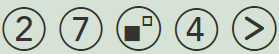 ② ⑦ ④ >